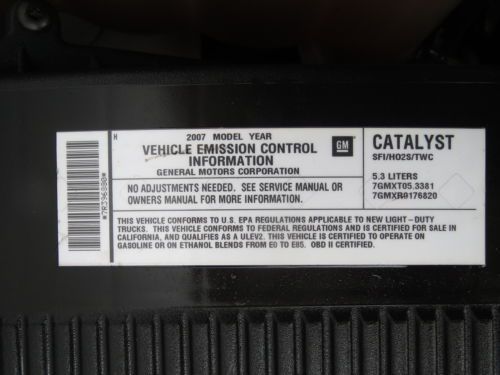 H
2007 MODEL YEAR
VEHICLE EMISSION CONTROL
INFORMATION
GENERAL MOTORS CORPORATION
GM
CATALYST
SFI/HO2S/TWC
NO ADJUSTMENTS NEEDED. SEE SERVICE MANUAL OR
OWNERS MANUAL FOR MORE INFORMATION.
5.3 LITERS
7GMXT05.3381
7GMXR0176820
THIS VEHICLE CONFORMS TO U.S. EPA REGULATIONS APPLICABLE TO NEW LIGHT-DUTY
TRUCKS. THIS VEHICLE CONFORMS TO FEDERAL REGULATIONS AND IS CERTIFIED FOR SALE IN
CALIFORNIA, AND QUALIFIES AS A ULEV2. THIS VEHICLE IS CERTIFIED TO OPERATE ON
GASOLINE OR ON ETHANOL BLENDS FROM E0 TO E85. OBD II CERTIFIED.